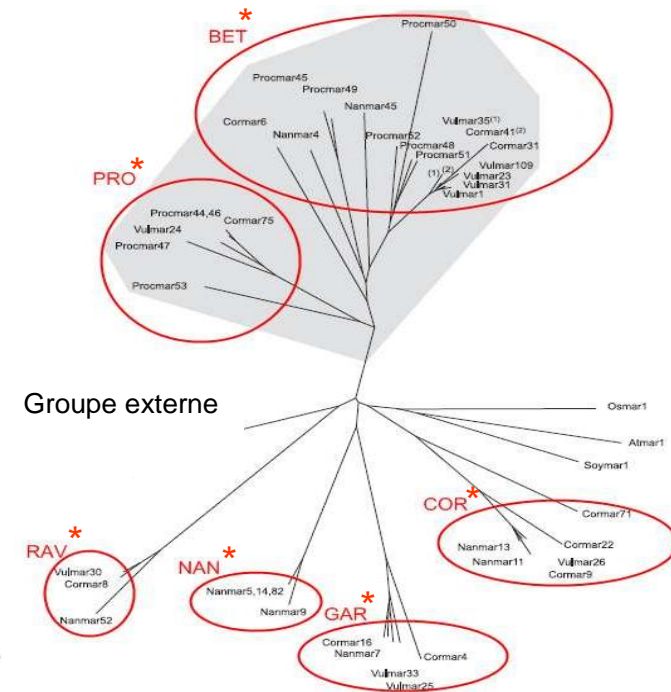 *
BET
Procmar50
Procmar45
Procmar49
Nanmar45
Vulmar35(1)
Cormar41(2)
Cormar6
Nanmar4
Procmar52
Cormar31
Procmar48
Procmar51
Vulmar109
(1) (2)
Vulmar23
Vulmar31
Vulmar1
*
PRO
Procmar44,46
Cormar75
Vulmar24
Procmar47
Procmar53
Groupe externe
Osmar1
Atmar1
Soymar1
*
COR
Cormar71
Nanmar13
Cormar22
Nanmar11
Vulmar26
Cormar9
*
RAV
Vulmar30
Cormar8
Nanmar52
*
NAN
Nanmar5,14,82
Nanmar9
*
GAR
Cormar16
Nanmar7
Cormar4
Vulmar33
Vulmar25